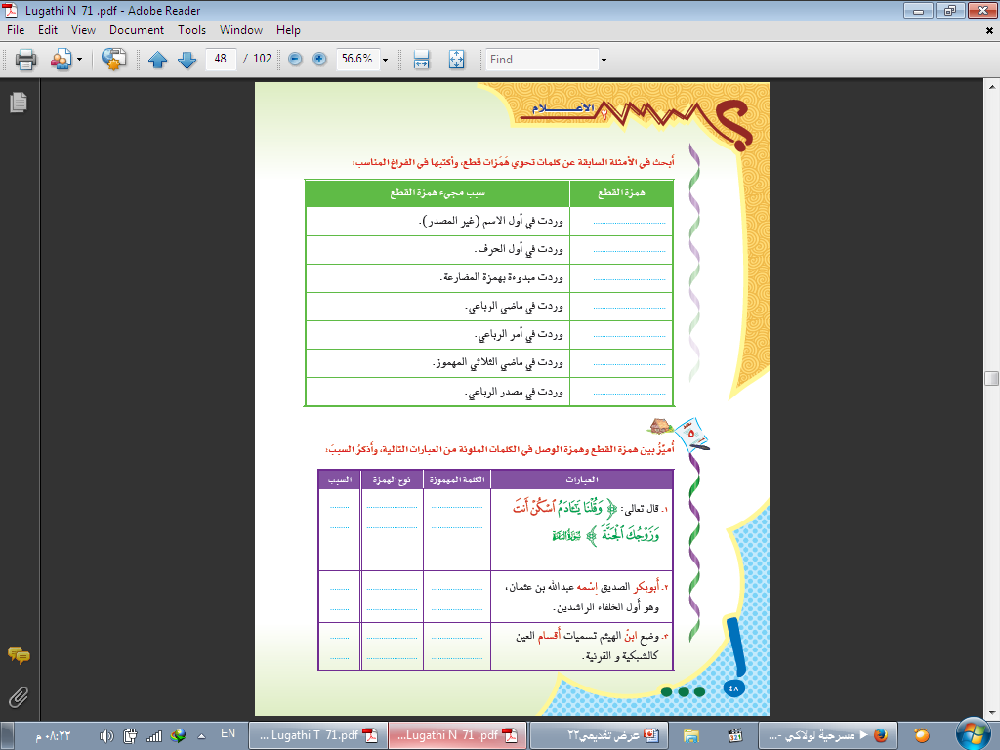 Lugathi N 71 .pdf - Adobe Reader
File Edit View Document Tools Window Help
48 / 102 56.6% Find
الأعـــلام
٢
أبحث في الأمثلة السابقة عن كلمات تحوي هَمَزات قطع، وأكتبها في الفراغ المناسب:
همزة القطع سبب مجيء همزة القطع
.............................. وردت في أول الاسم (غير المصدر).
.............................. وردت في أول الحرف.
.............................. وردت مبدوءة بهمزة المضارعة.
.............................. وردت في ماضي الرباعي.
.............................. وردت في أمر الرباعي.
.............................. وردت في ماضي الثلاثي المهموز.
.............................. وردت في مصدر الرباعي.
٥
أُميّزُ بين همزة القطع وهمزة الوصل في الكلمات الملونة من العبارات التالية، وأذكرُ السببَ:
العبارات الكلمة المهموزة نوع الهمزة السبب
١. قال تعالى: ﴿ وَقُلْنَا يَٰٓـَٔادَمُ ٱسْكُنْ أَنتَ
وَزَوْجُكَ ٱلْجَنَّةَ ﴾
٢. أَبوبكر الصديق اِسْمه عبدالله بن عثمان،
وهو أول الخلفاء الراشدين.
٣. وضع ابنُ الهيثم تسميات أَقسام العين
كالشبكية و القرنية.
٤٨
٠٨:٢٢ م EN ... Lugathi T 71.pdf ...Lugathi N 71 .pdf عرض تقديمي٢٢ مسرحية لولاكي -...